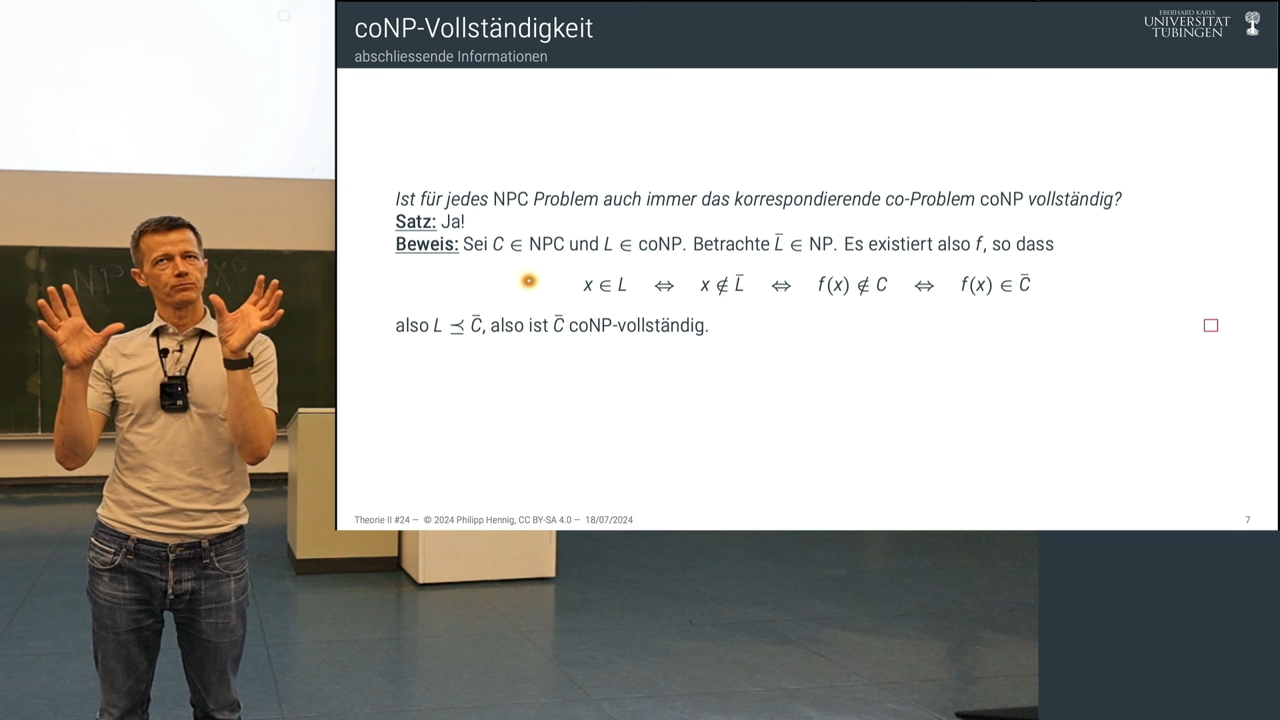 coNP-Vollständigkeit
abschliessende Informationen
EBERHARD KARLS
UNIVERSITÄT
TÜBINGEN
Ist für jedes NPC Problem auch immer das korrespondierende co-Problem coNP vollständig?
Satz: Ja!
Beweis: Sei C ∈ NPC und L ∈ coNP. Betrachte L̄ ∈ NP. Es existiert also f, so dass
x ∈ L ⇔ x ∉ L̄ ⇔ f(x) ∉ C ⇔ f(x) ∈ C̄
also L ⪯ C̄, also ist C̄ coNP-vollständig.
Theorie II #24 — © 2024 Philipp Hennig, CC BY-SA 4.0 — 18/07/2024
7
NP
XP